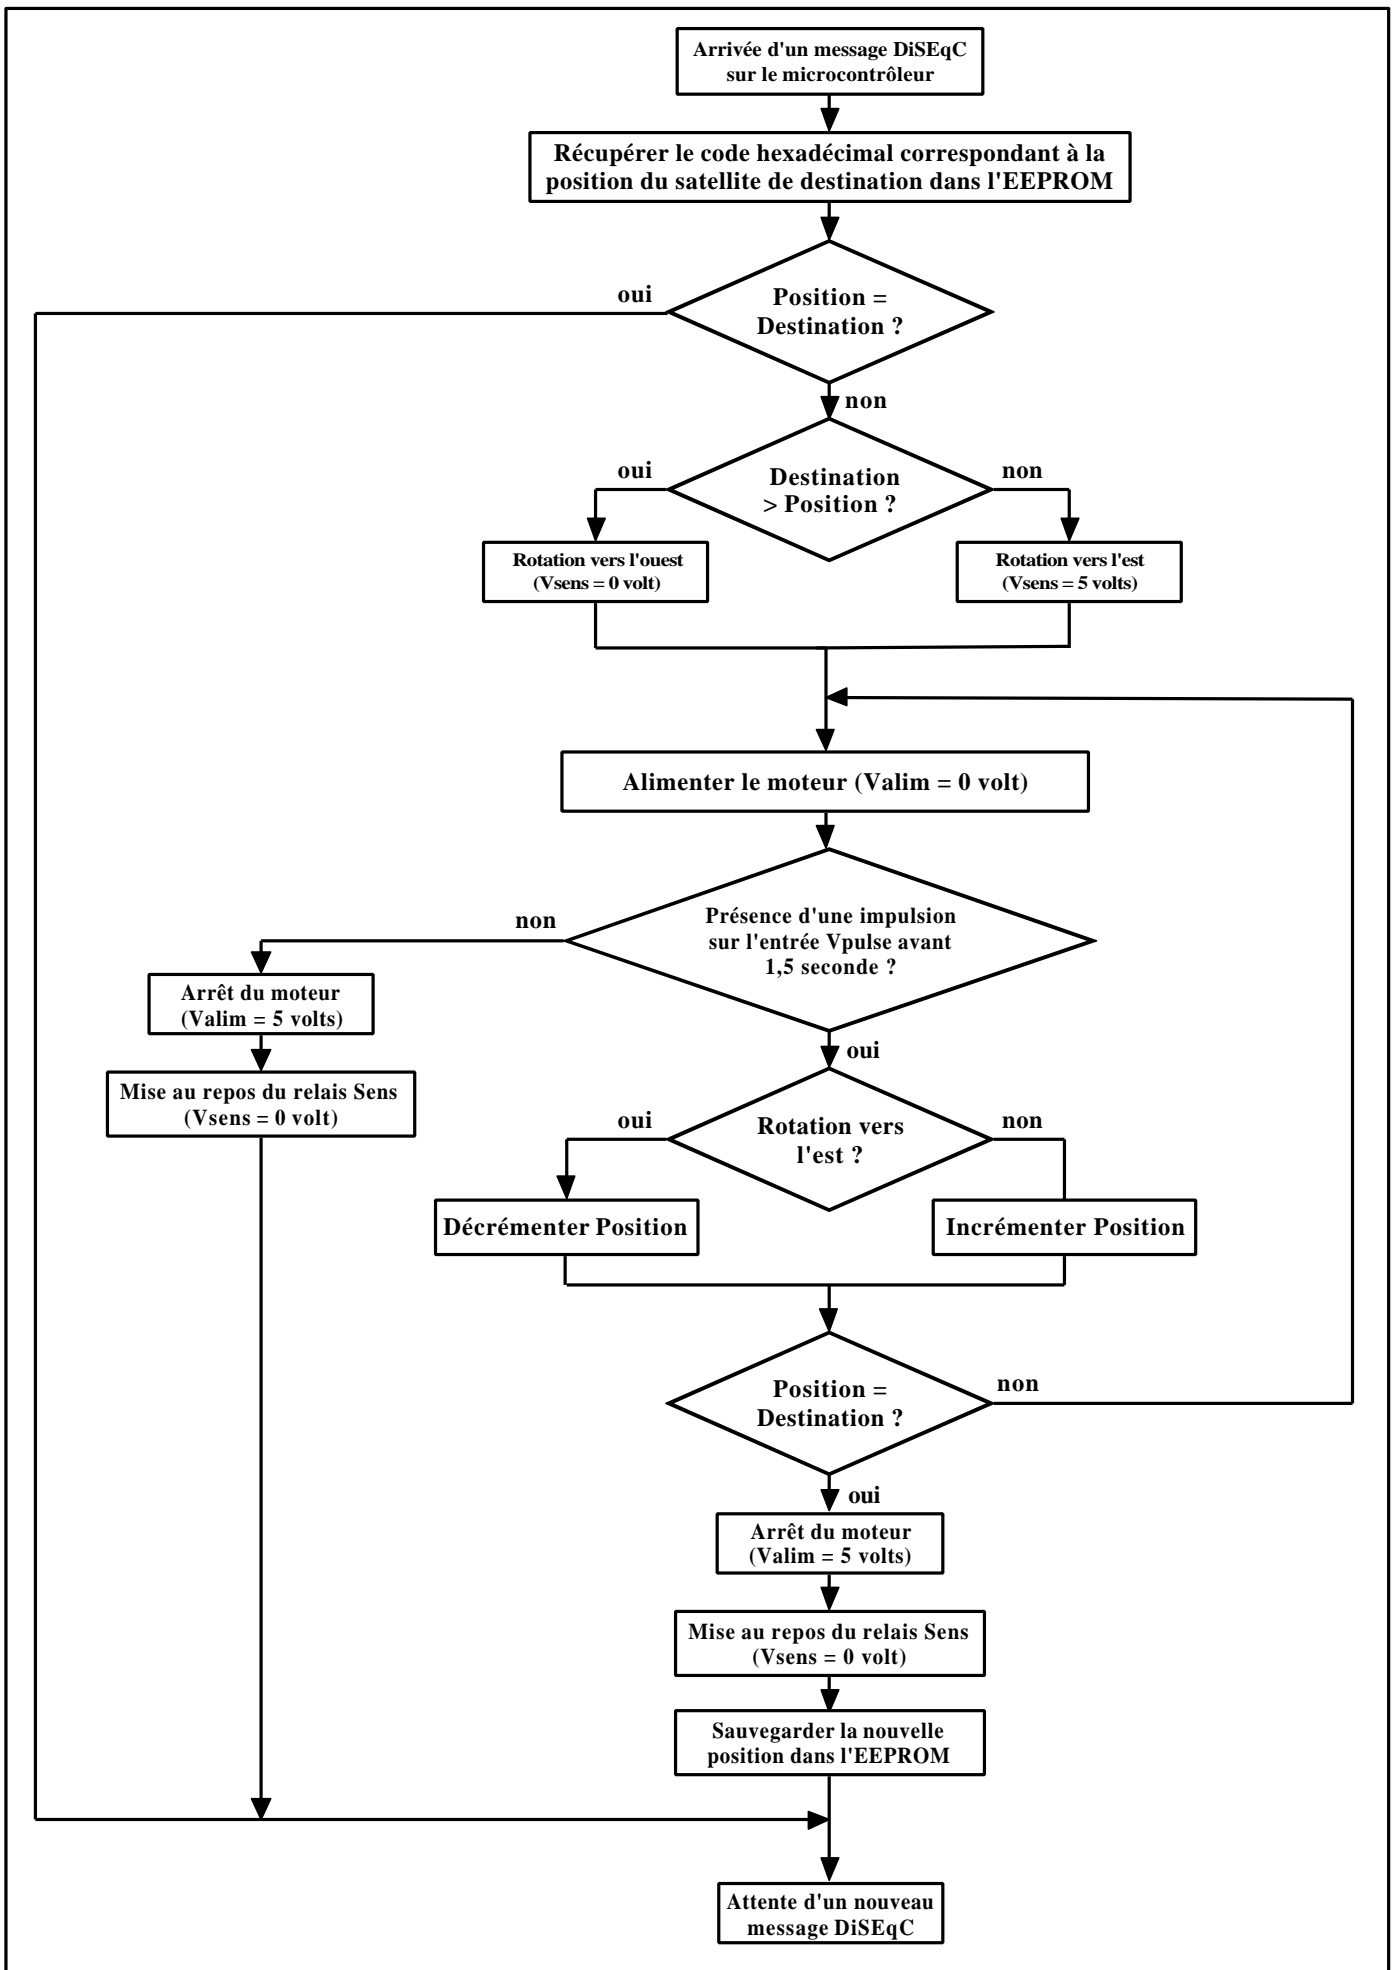 Arrivée d'un message DiSEqC
sur le microcontrôleur
Récupérer le code hexadécimal correspondant à la
position du satellite de destination dans l'EEPROM
oui
Position =
Destination ?
non
oui
Destination
> Position ?
non
Rotation vers l'ouest
(Vsens = 0 volt)
Rotation vers l'est
(Vsens = 5 volts)
Alimenter le moteur (Valim = 0 volt)
non
Présence d'une impulsion
sur l'entrée Vpulse avant
1,5 seconde ?
Arrêt du moteur
(Valim = 5 volts)
oui
Mise au repos du relais Sens
(Vsens = 0 volt)
oui
Rotation vers
l'est ?
non
Décrémenter Position
Incrémenter Position
Position =
Destination ?
non
oui
Arrêt du moteur
(Valim = 5 volts)
Mise au repos du relais Sens
(Vsens = 0 volt)
Sauvegarder la nouvelle
position dans l'EEPROM
Attente d'un nouveau
message DiSEqC